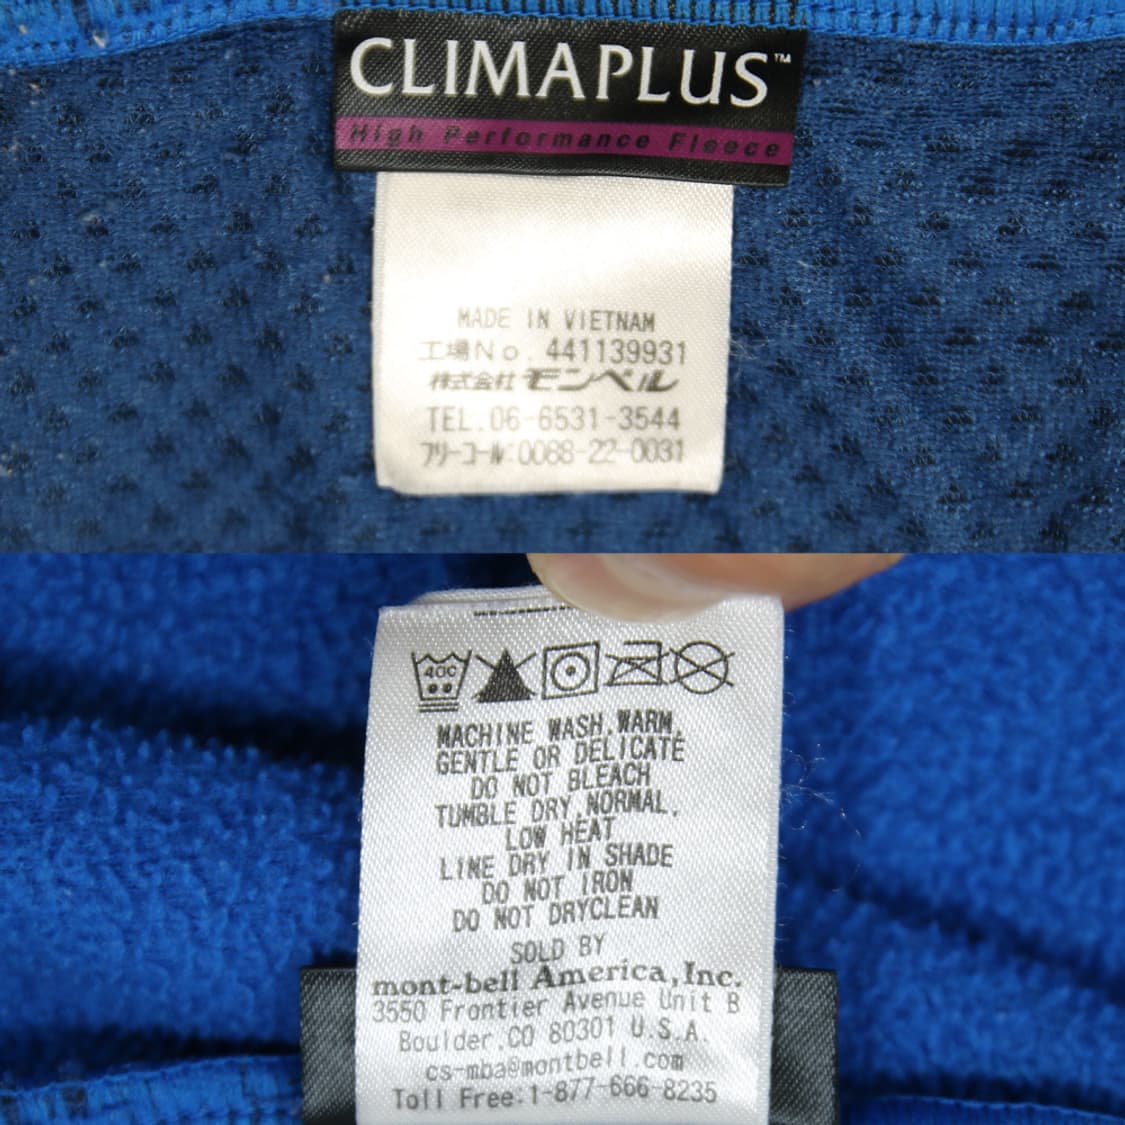 CLIMAPLUS™
High Performance Fleece
MADE IN VIETNAM
工場No. 441139931
株式会社モンベル
TEL.06-6531-3544
フリーコール:0088-22-0031
40C
MACHINE WASH,WARM,
GENTLE OR DELICATE
DO NOT BLEACH
TUMBLE DRY,NORMAL,
LOW HEAT
LINE DRY IN SHADE
DO NOT IRON
DO NOT DRYCLEAN
SOLD BY
mont-bell America,Inc.
3550 Frontier Avenue Unit B
Boulder,CO 80301 U.S.A.
cs-mba@montbell.com
Toll Free:1-877-666-8235